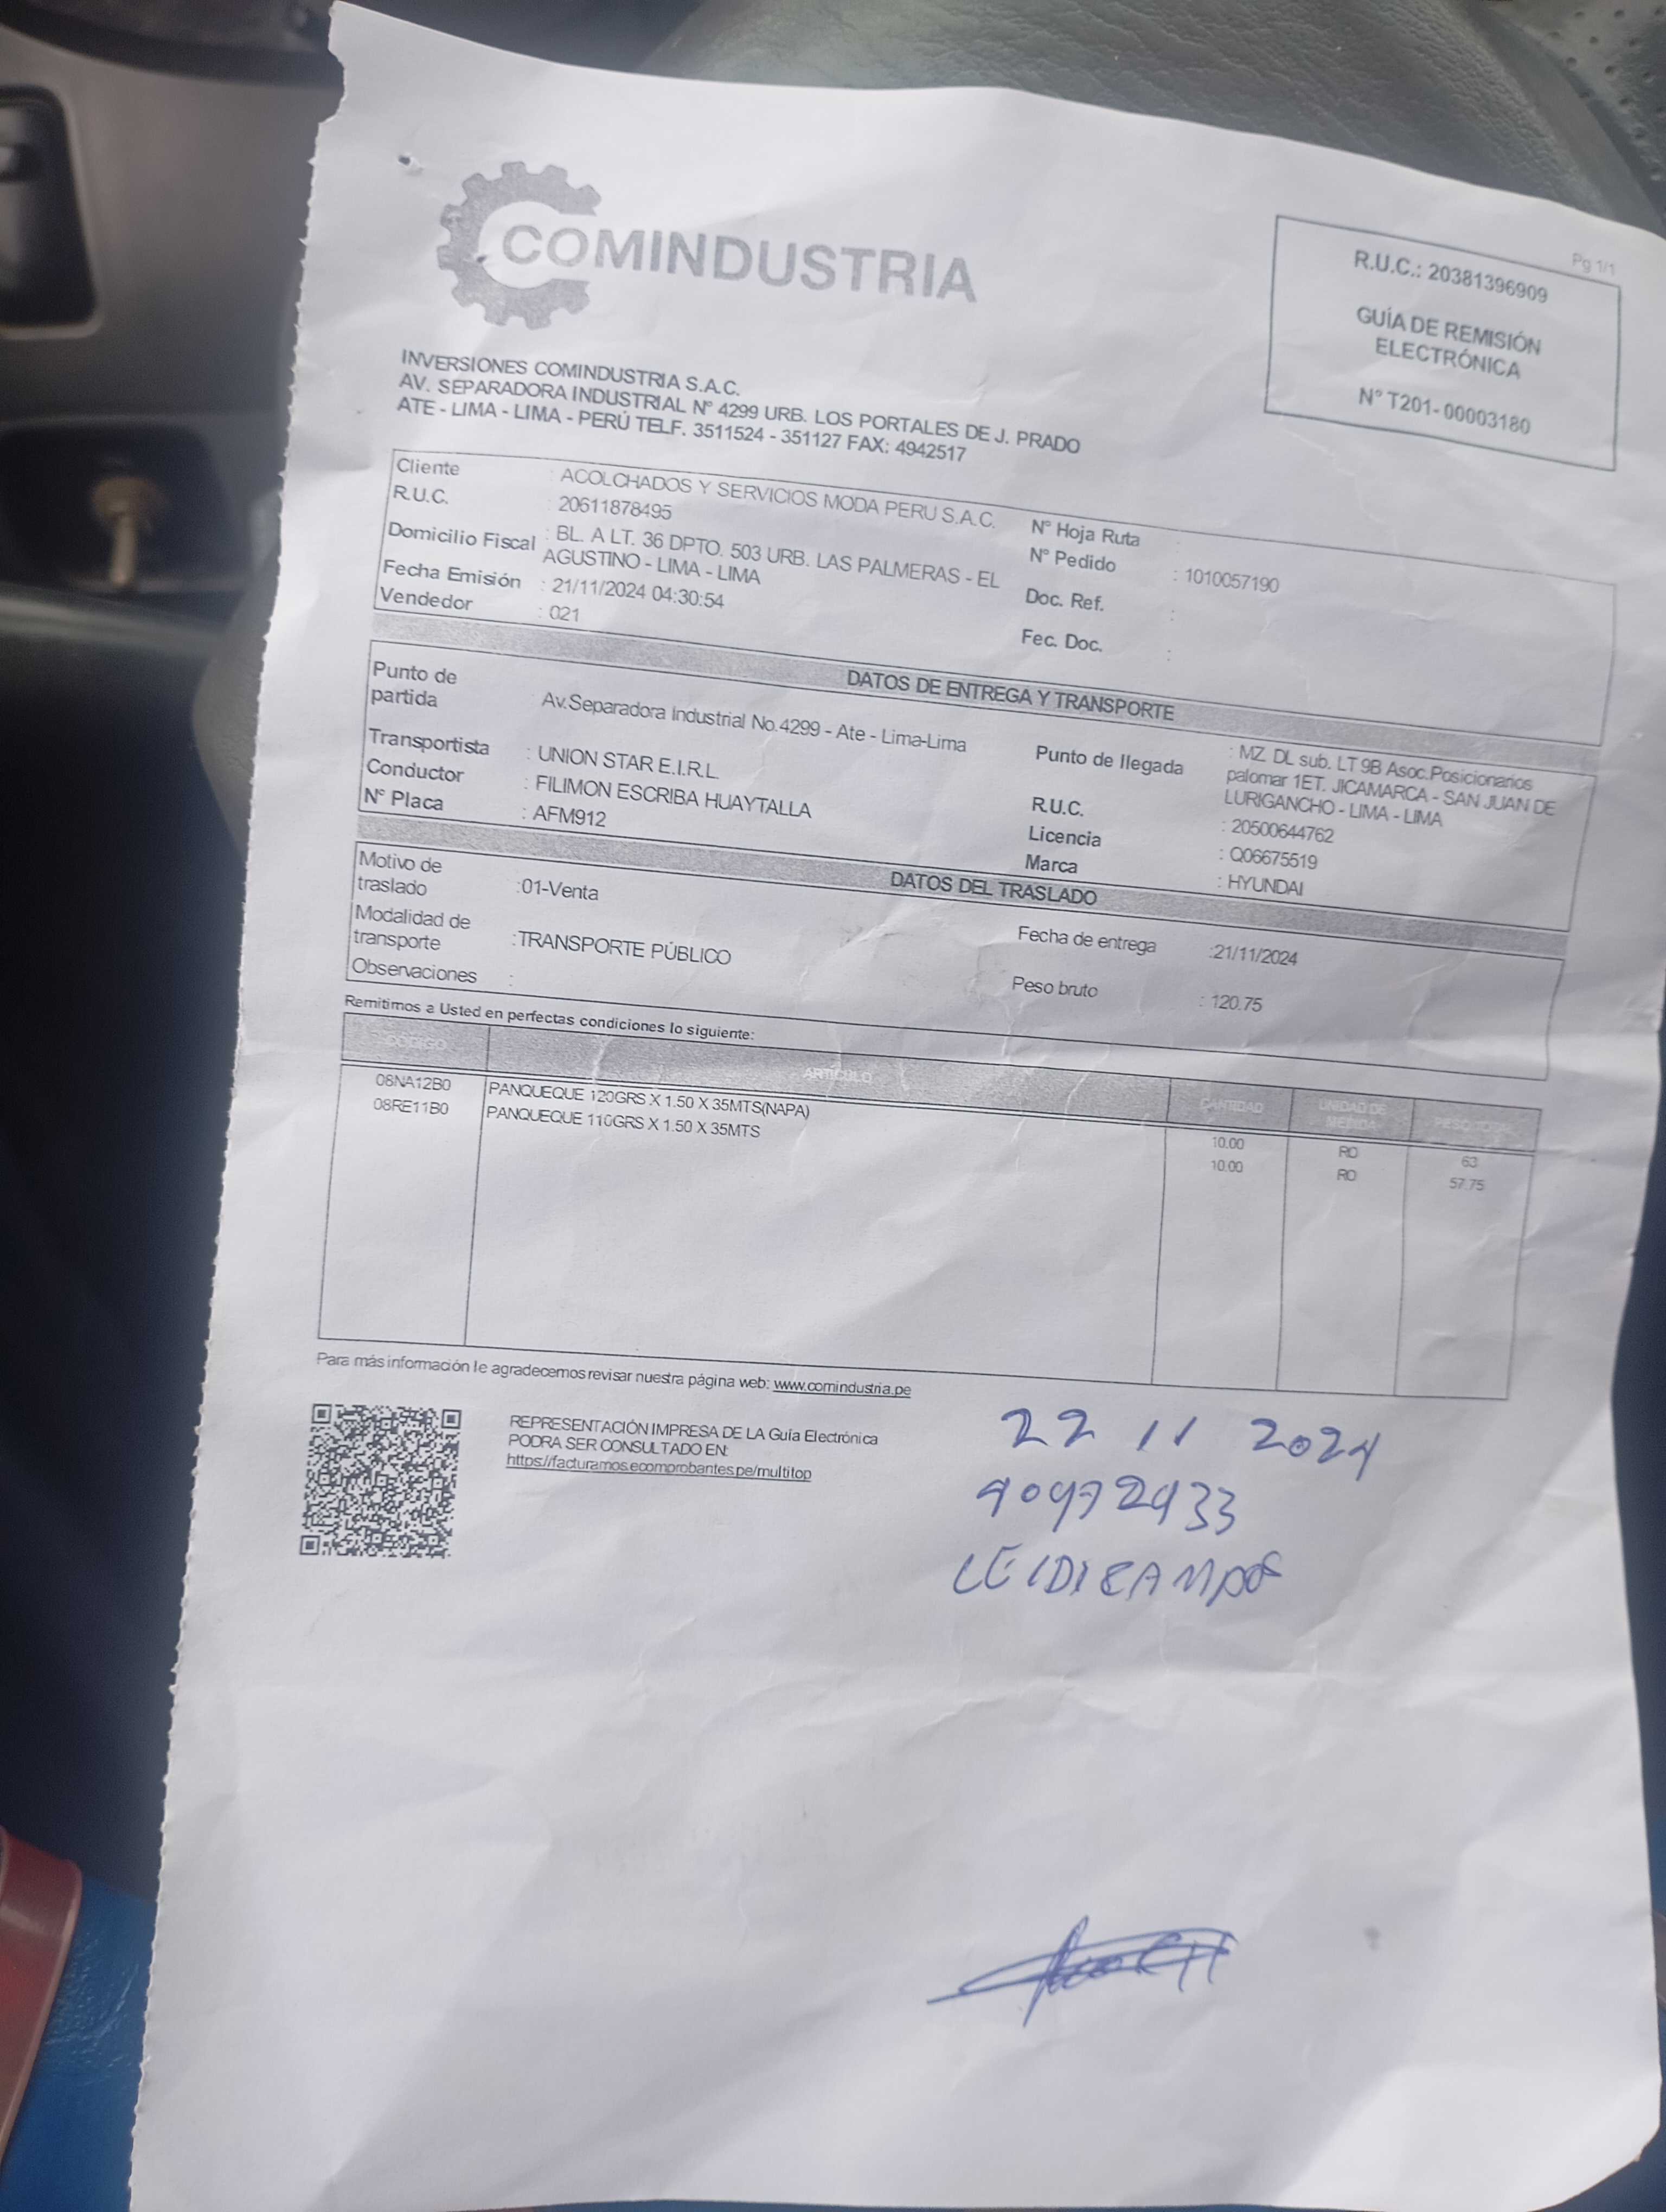 COMINDUSTRIA
Pg 1/1
R.U.C.: 20381396909
GUÍA DE REMISIÓN
ELECTRÓNICA
N° T201- 00003180
INVERSIONES COMINDUSTRIA S.A.C.
AV. SEPARADORA INDUSTRIAL N° 4299 URB. LOS PORTALES DE J. PRADO
ATE - LIMA - LIMA - PERÚ TELF. 3511524 - 351127 FAX: 4942517
Cliente : ACOLCHADOS Y SERVICIOS MODA PERU S.A.C.
R.U.C. : 20611878495
Domicilio Fiscal : BL. A LT. 36 DPTO. 503 URB. LAS PALMERAS - EL
AGUSTINO - LIMA - LIMA
Fecha Emisión : 21/11/2024 04:30:54
Vendedor : 021
N° Hoja Ruta :
N° Pedido : 1010057190
Doc. Ref. :
Fec. Doc. :
DATOS DE ENTREGA Y TRANSPORTE
Punto de
partida Av.Separadora Industrial No.4299 - Ate - Lima-Lima
Transportista : UNION STAR E.I.R.L
Conductor : FILIMON ESCRIBA HUAYTALLA
N° Placa : AFM912
Punto de llegada : MZ. DL sub. LT 9B Asoc.Posicionarios
palomar 1ET. JICAMARCA - SAN JUAN DE
LURIGANCHO - LIMA - LIMA
R.U.C. : 20500644762
Licencia : Q06675519
Marca : HYUNDAI
DATOS DEL TRASLADO
Motivo de
traslado :01-Venta
Modalidad de
transporte :TRANSPORTE PÚBLICO
Observaciones :
Fecha de entrega :21/11/2024
Peso bruto : 120.75
Remitimos a Usted en perfectas condiciones lo siguiente:
CÓDIGO ARTÍCULO CANTIDAD UNIDAD DE MEDIDA PESO TOTAL
08NA12B0 PANQUEQUE 120GRS X 1.50 X 35MTS(NAPA) 10.00 RO 63
08RE11B0 PANQUEQUE 110GRS X 1.50 X 35MTS 10.00 RO 57.75
Para más información le agradecemos revisar nuestra página web: www.comindustria.pe
REPRESENTACIÓN IMPRESA DE LA Guía Electrónica
PODRA SER CONSULTADO EN:
https://facturamos.ecomprobantes.pe/multitop
22 11 2024
LEIDI CAMPOS